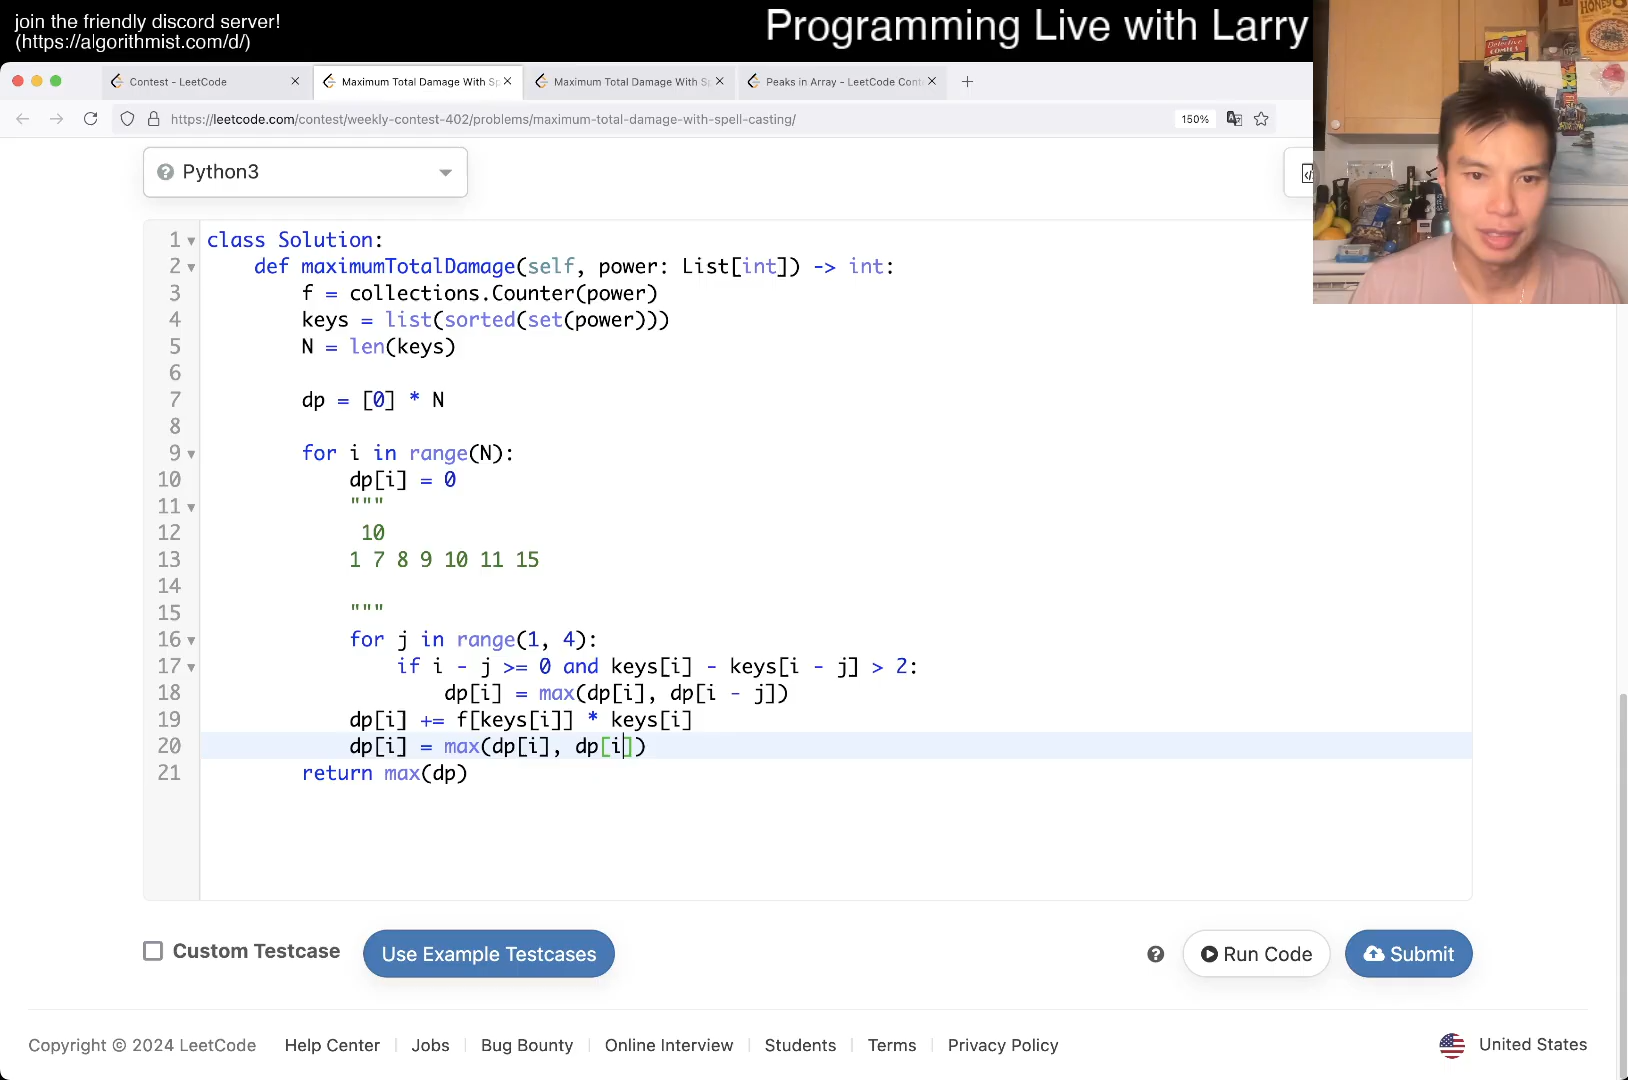 join the friendly discord server!
(https://algorithmist.com/d/)
Programming Live with Larry
Contest - LeetCode
Maximum Total Damage With Sp
Maximum Total Damage With Sp
Peaks in Array - LeetCode Cont
https://leetcode.com/contest/weekly-contest-402/problems/maximum-total-damage-with-spell-casting/
150%
Python3
1 class Solution:
2     def maximumTotalDamage(self, power: List[int]) -> int:
3         f = collections.Counter(power)
4         keys = list(sorted(set(power)))
5         N = len(keys)
6
7         dp = [0] * N
8
9         for i in range(N):
10             dp[i] = 0
11             """
12              10
13             1 7 8 9 10 11 15
14
15             """
16             for j in range(1, 4):
17                 if i - j >= 0 and keys[i] - keys[i - j] > 2:
18                     dp[i] = max(dp[i], dp[i - j])
19             dp[i] += f[keys[i]] * keys[i]
20             dp[i] = max(dp[i], dp[i])
21         return max(dp)
Custom Testcase
Use Example Testcases
Run Code
Submit
Copyright © 2024 LeetCode
Help Center
Jobs
Bug Bounty
Online Interview
Students
Terms
Privacy Policy
United States